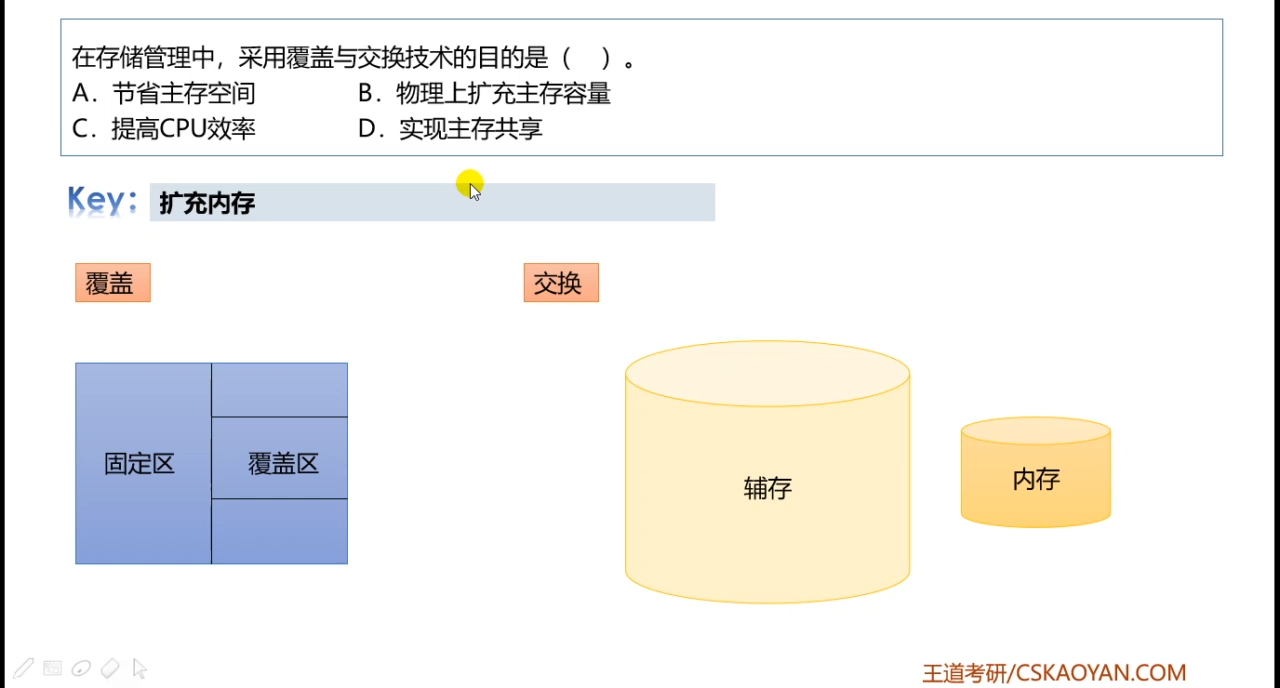 在存储管理中，采用覆盖与交换技术的目的是（ ）。
A．节省主存空间 B．物理上扩充主存容量
C．提高CPU效率 D．实现主存共享
Key：扩充内存
覆盖 交换
固定区 覆盖区
辅存 内存
王道考研/CSKAOYAN.COM